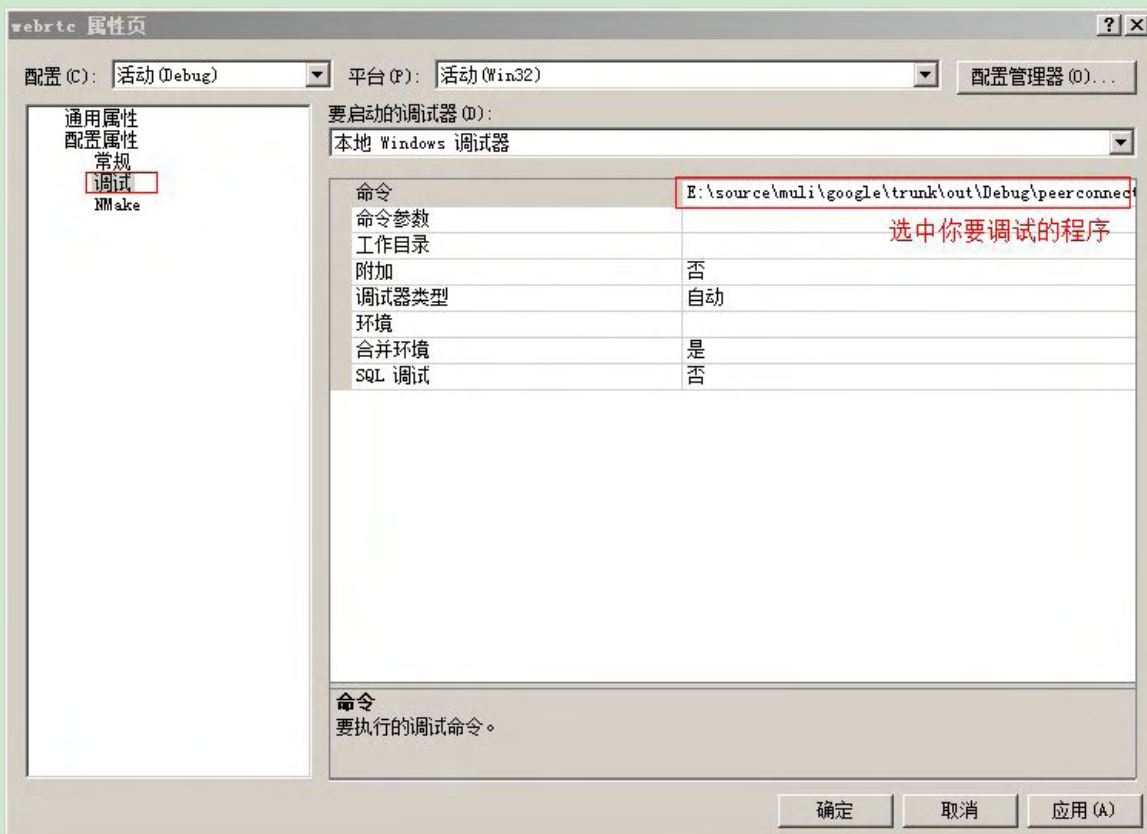 webrtc 属性页
配置(C): 活动(Debug) 平台(P): 活动(Win32) 配置管理器(O)...
通用属性
配置属性
常规
调试
NMake
要启动的调试器(D):
本地 Windows 调试器
命令 E:\source\muli\google\trunk\out\Debug\peerconnect
命令参数
选中你要调试的程序
工作目录
附加 否
调试器类型 自动
环境
合并环境 是
SQL 调试 否
命令
要执行的调试命令。
确定 取消 应用(A)